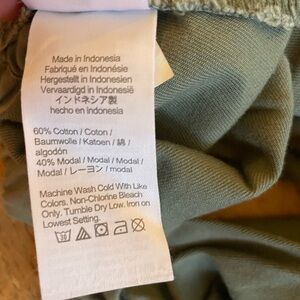 Made in Indonesia
Fabriqué en Indonésie
Hergestellt in Indonesien
Vervaardigd in Indonesië
インドネシア製
hecho en indonesia
60% Cotton / Coton /
Baumwolle / Katoen / 綿 /
algodón
40% Modal / Modal / Modal /
Modal / レーヨン / modal
Machine Wash Cold With Like
Colors. Non-Chlorine Bleach
Only. Tumble Dry Low. Iron on
Lowest Setting.
30